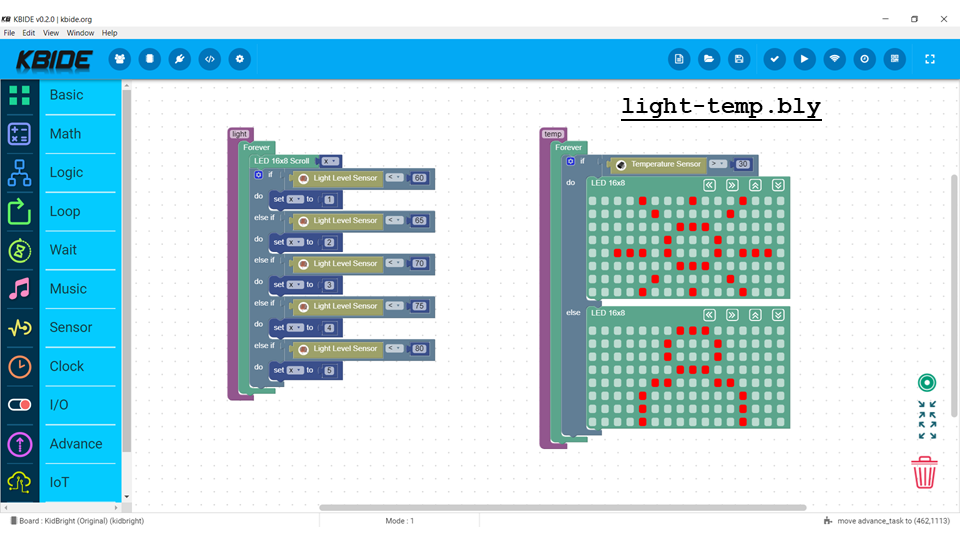 KB KBIDE v0.2.0 | kbide.org
File Edit View Window Help
KBIDE
Basic
Math
Logic
Loop
Wait
Music
Sensor
Clock
I/O
Advance
IoT
light-temp.bly
light
Forever
LED 16x8 Scroll x
if Light Level Sensor < 60
do set x to 1
else if Light Level Sensor < 65
do set x to 2
else if Light Level Sensor < 70
do set x to 3
else if Light Level Sensor < 75
do set x to 4
else if Light Level Sensor < 80
do set x to 5
temp
Forever
if Temperature Sensor > 30
do LED 16x8
else LED 16x8
Board : KidBright (Original) (kidbright)
Mode : 1
move advance_task to (462,1113)